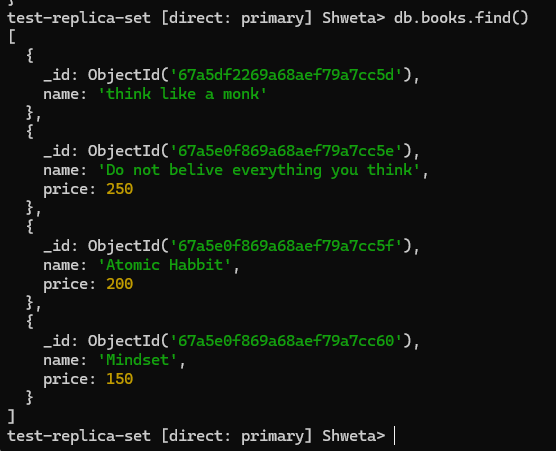 test-replica-set [direct: primary] Shweta> db.books.find()
[
  {
    _id: ObjectId('67a5df2269a68aef79a7cc5d'),
    name: 'think like a monk'
  },
  {
    _id: ObjectId('67a5e0f869a68aef79a7cc5e'),
    name: 'Do not belive everything you think',
    price: 250
  },
  {
    _id: ObjectId('67a5e0f869a68aef79a7cc5f'),
    name: 'Atomic Habbit',
    price: 200
  },
  {
    _id: ObjectId('67a5e0f869a68aef79a7cc60'),
    name: 'Mindset',
    price: 150
  }
]
test-replica-set [direct: primary] Shweta>